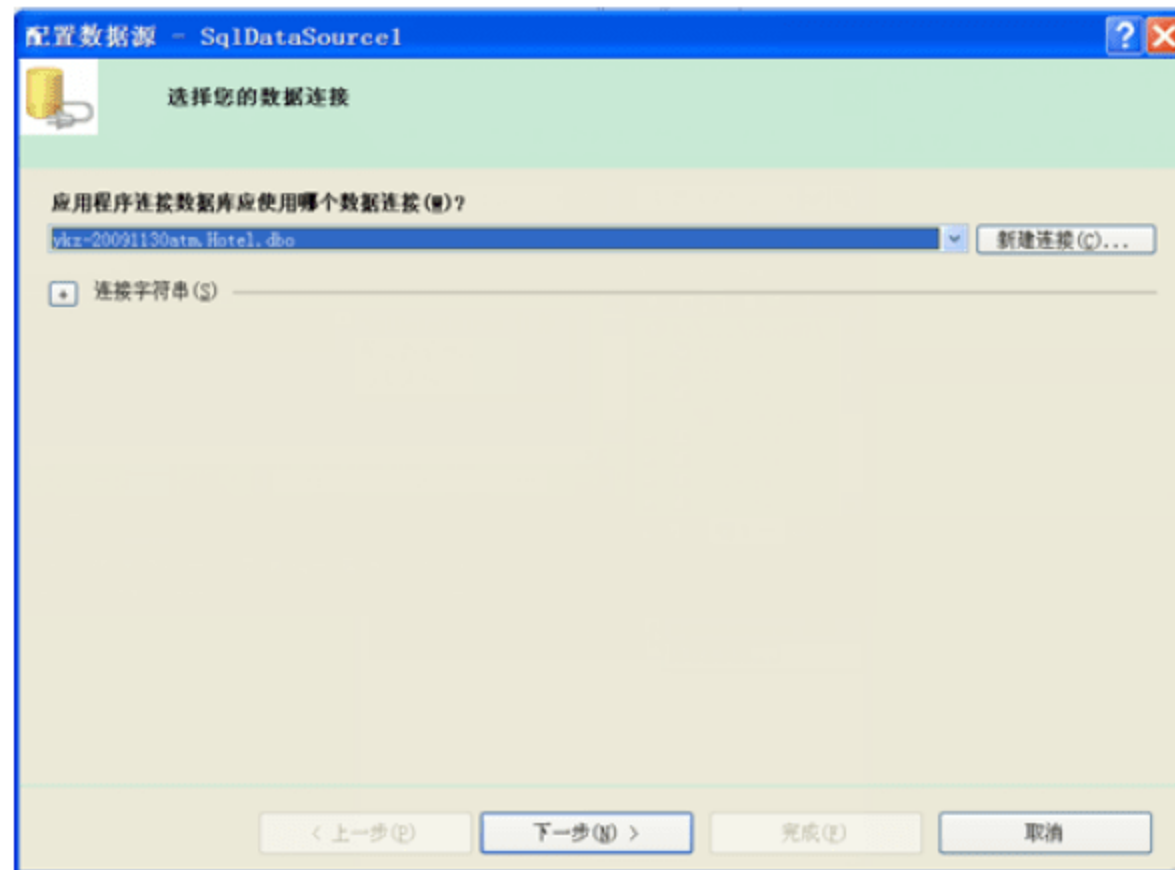 配置数据源 - SqlDataSource1
选择您的数据连接
应用程序连接数据库应使用哪个数据连接(W)?
ykz-20091130atm.Hotel.dbo
新建连接(C)...
+ 连接字符串(S)
< 上一步(P)
下一步(N) >
完成(F)
取消